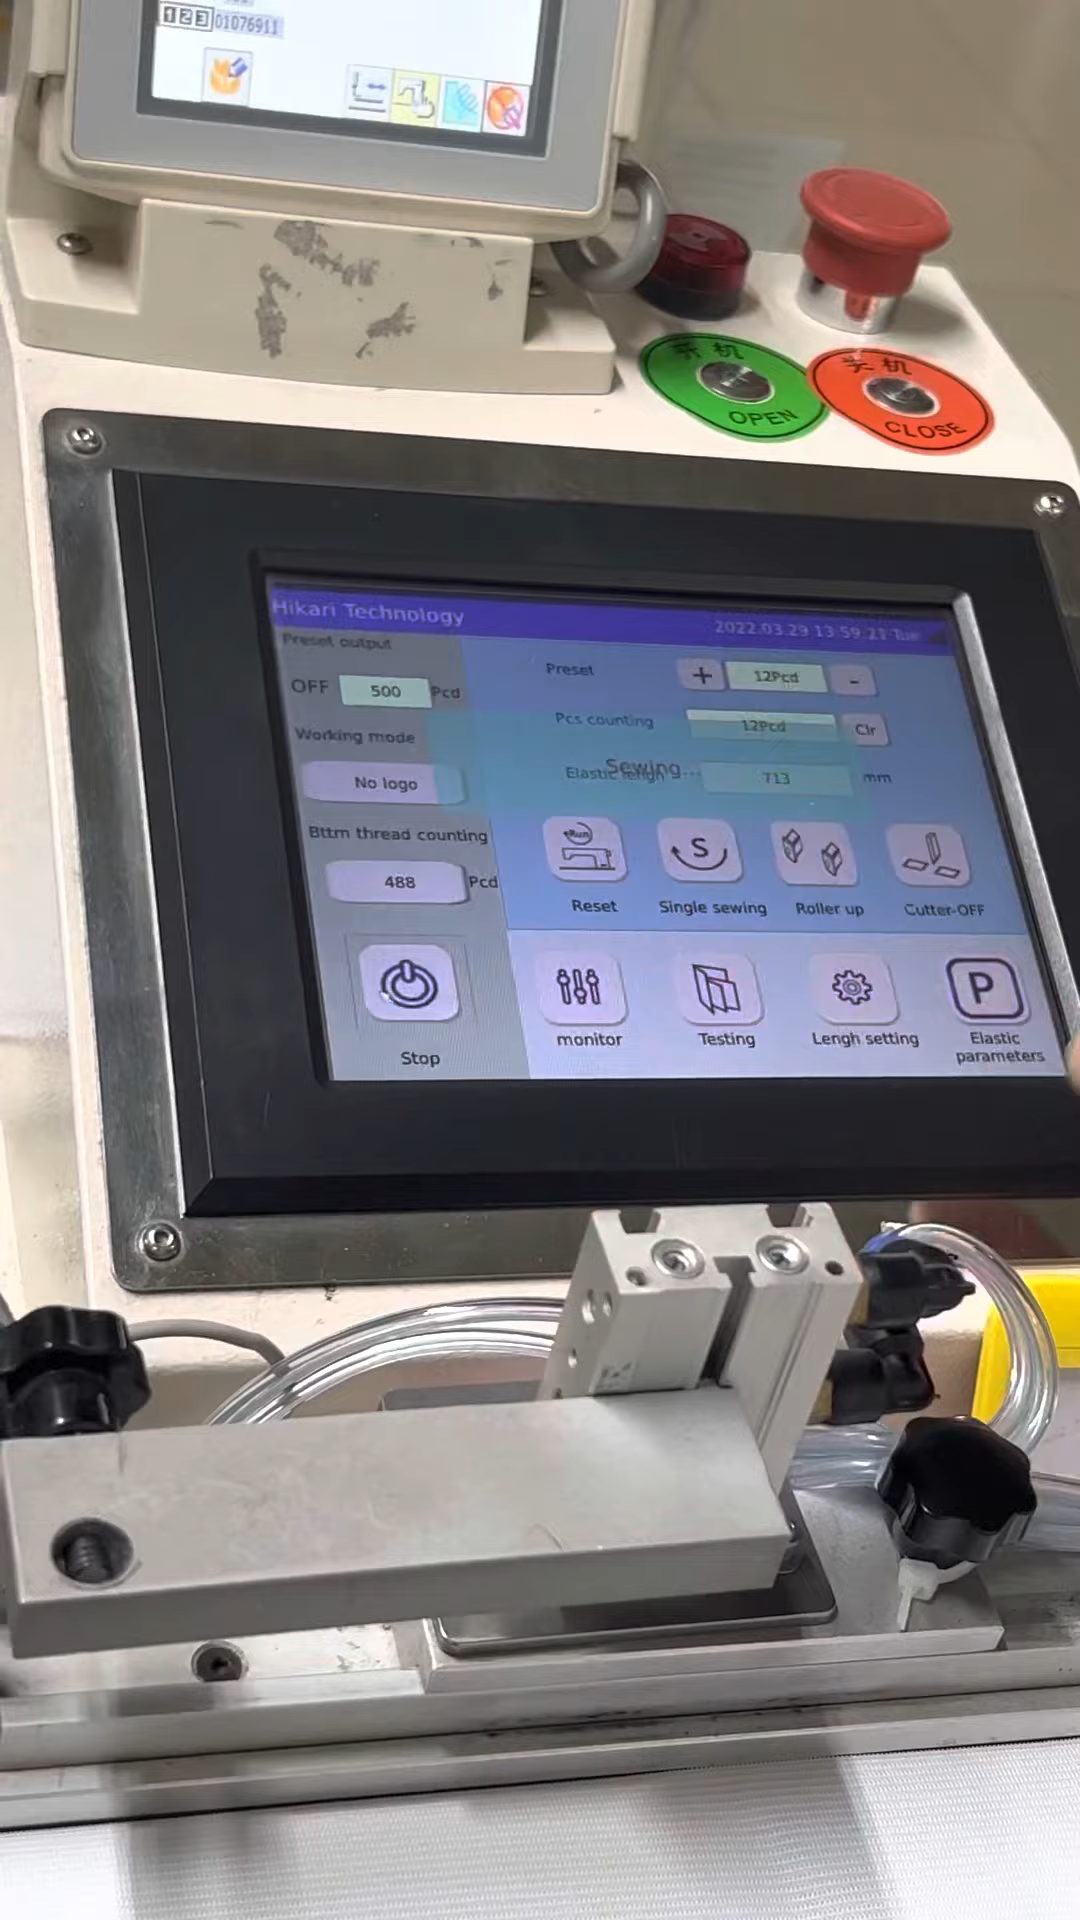 123 01076911
开机
OPEN
关机
CLOSE
Hikari Technology
2022.03.29 13:59:21 Tue
Preset output
OFF 500 Pcd
Working mode
No logo
Bttm thread counting
488 Pcd
Stop
Preset + 12Pcd -
Pcs counting 12Pcd Clr
Sewing...
Elastic lengh 713 mm
Run
S
Reset Single sewing Roller up Cutter-OFF
P
monitor Testing Lengh setting Elastic
parameters